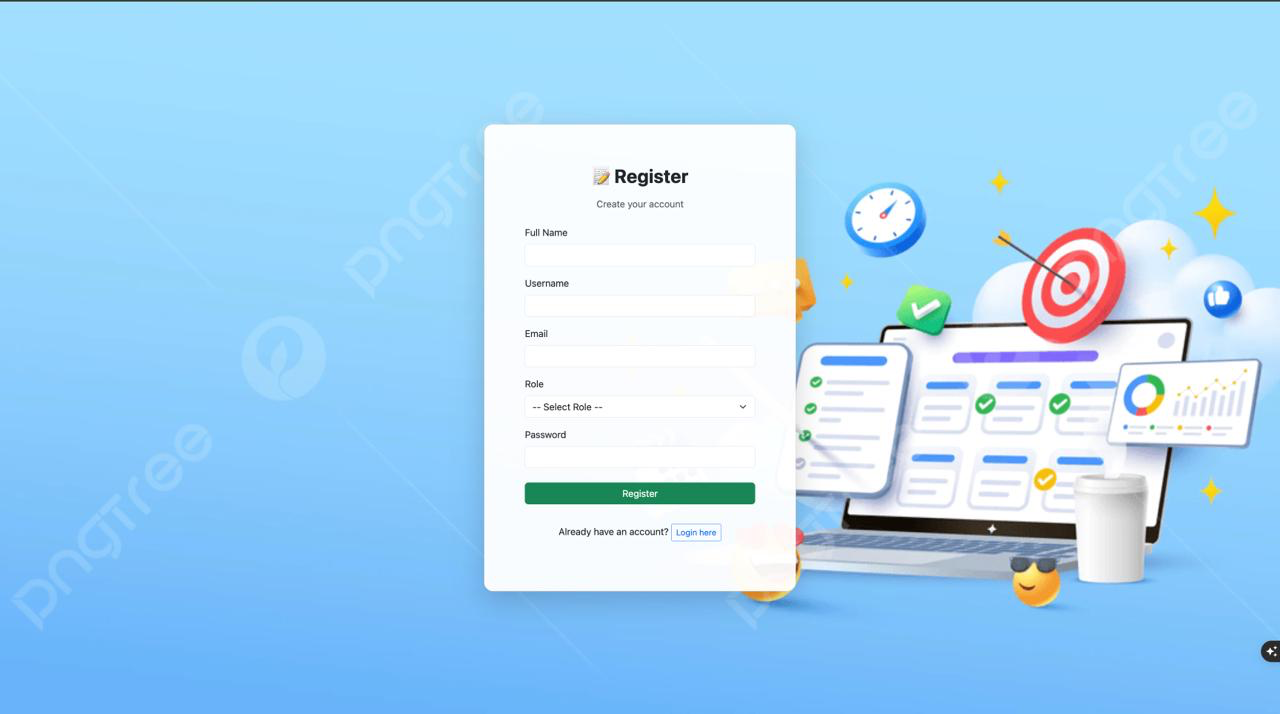 Register
Create your account
Full Name
Username
Email
Role
-- Select Role --
Password
Register
Already have an account? Login here
pngtree
pngtree
pngtree
pngtree